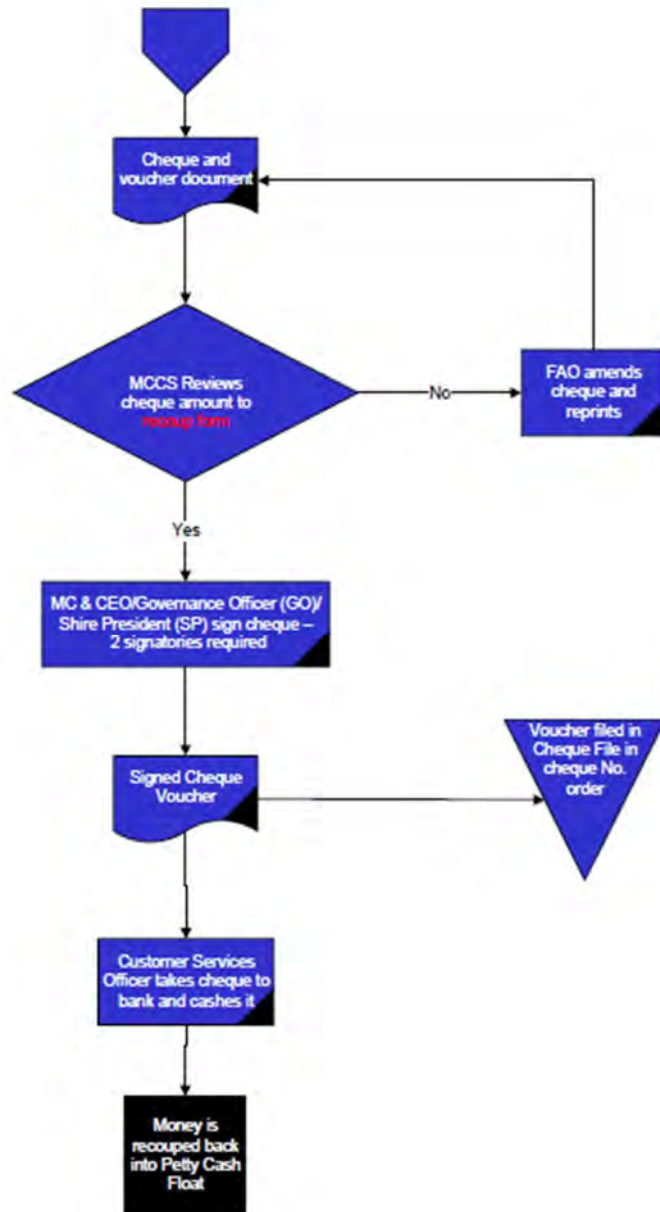 Cheque and
voucher document
MCCS Reviews
cheque amount to
recoup form
No
FAO amends
cheque and
reprints
Yes
MC & CEO/Governance Officer (GO)/
Shire President (SP) sign cheque –
2 signatories required
Signed Cheque
Voucher
Voucher filed in
Cheque File in
cheque No.
order
Customer Services
Officer takes cheque to
bank and cashes it
Money is
recouped back
into Petty Cash
Float